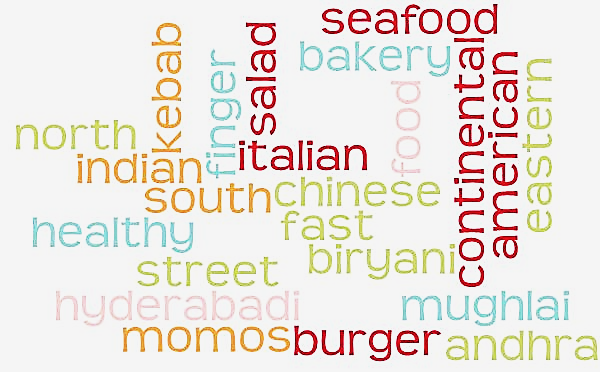 seafood
bakery
kebab
finger
salad
food
continental
american
eastern
north
indian
italian
south
chinese
healthy
fast
biryani
street
hyderabadi
mughlai
momos
burger
andhra